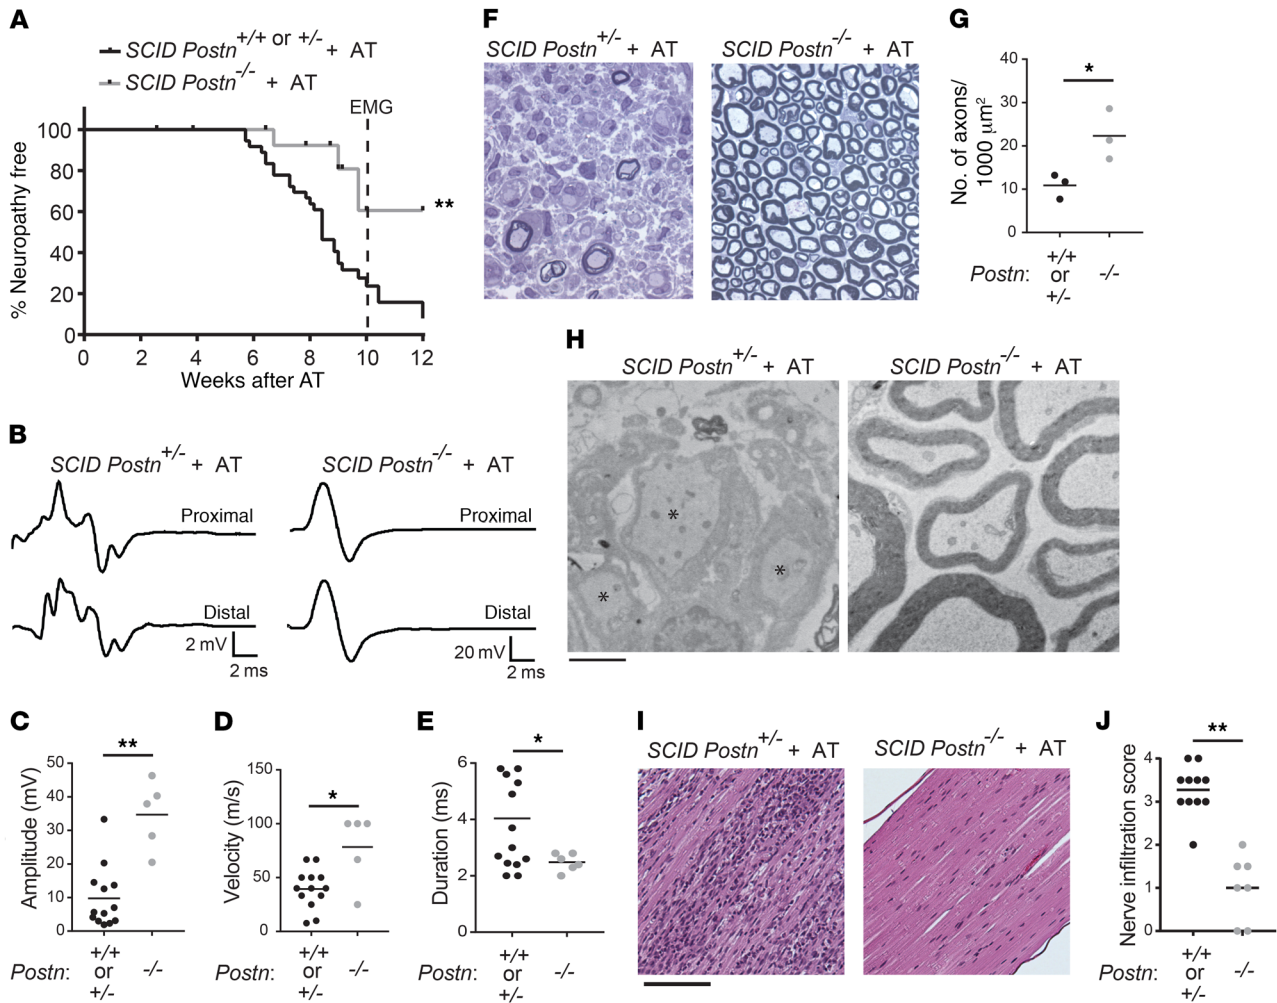 A
SCID Postn+/+ or +/- + AT
SCID Postn-/- + AT
EMG
% Neuropathy free
100
80
60
40
20
0
**
0 2 4 6 8 10 12
Weeks after AT
B
SCID Postn+/- + AT
SCID Postn-/- + AT
Proximal
Proximal
Distal
Distal
2 mV
2 ms
20 mV
2 ms
C
**
Amplitude (mV)
50
40
30
20
10
0
Postn:
+/+
or
+/-
-/-
D
*
Velocity (m/s)
150
100
50
0
+/+
or
+/-
-/-
E
*
Duration (ms)
6
4
2
0
Postn:
+/+
or
+/-
-/-
F
SCID Postn+/- + AT
SCID Postn-/- + AT
G
*
No. of axons/
1000 µm2
40
30
20
10
0
Postn:
+/+
or
+/-
-/-
H
SCID Postn+/- + AT
SCID Postn-/- + AT
*
*
*
I
SCID Postn+/- + AT
SCID Postn-/- + AT
J
**
Nerve infiltration score
4
3
2
1
0
Postn:
+/+
or
+/-
-/-